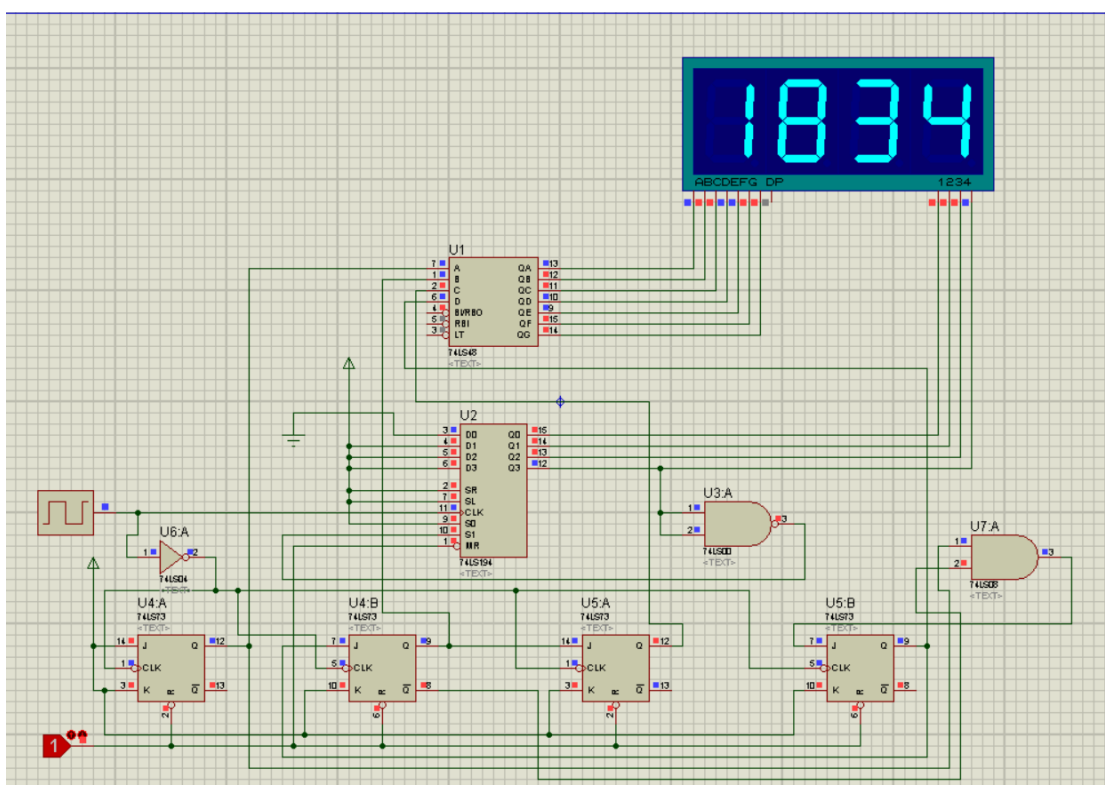 1834
ABCDEFG DP 1234
U1
7 A QA 13
1 B QB 12
2 C QC 11
6 D QD 10
4 BI/RBO QE 9
5 RBI QF 15
3 LT QG 14
74LS48
<TEXT>
U2
3 D0 Q0 15
4 D1 Q1 14
5 D2 Q2 13
6 D3 Q3 12
2 SR
7 SL
11 CLK
9 S0
10 S1
1 MR
74LS194
<TEXT>
U3:A
1
2
3
74LS00
<TEXT>
U7:A
1
2
3
74LS08
<TEXT>
U6:A
1 2
74LS04
<TEXT>
U4:A
74LS73
<TEXT>
14 J Q 12
1 CLK
3 K R Q 13
2
U4:B
74LS73
<TEXT>
7 J Q 9
5 CLK
10 K R Q 8
6
U5:A
74LS73
<TEXT>
14 J Q 12
1 CLK
3 K R Q 13
2
U5:B
74LS73
<TEXT>
7 J Q 9
5 CLK
10 K R Q 8
6
1